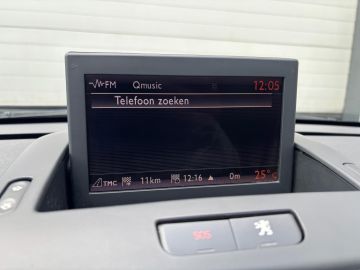 FM Qmusic 12:05
Telefoon zoeken
TMC 11km 12:16 0m 25°C
SOS